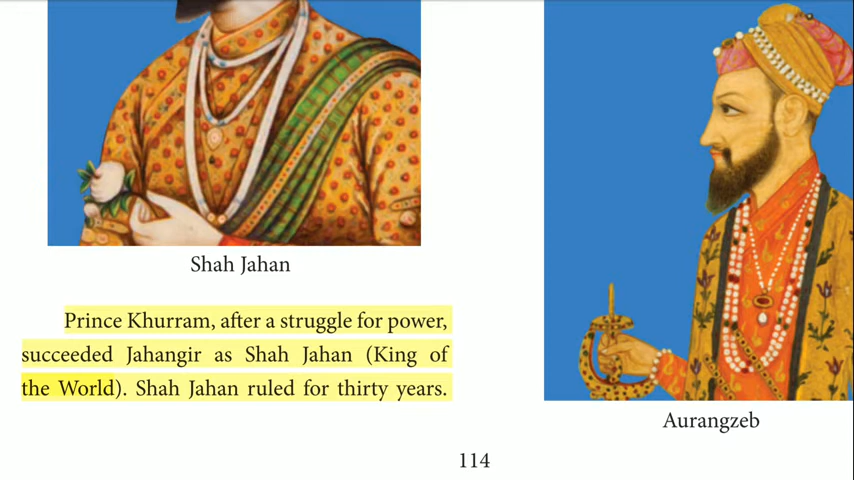 Shah Jahan
Prince Khurram, after a struggle for power,
succeeded Jahangir as Shah Jahan (King of
the World). Shah Jahan ruled for thirty years.
Aurangzeb
114